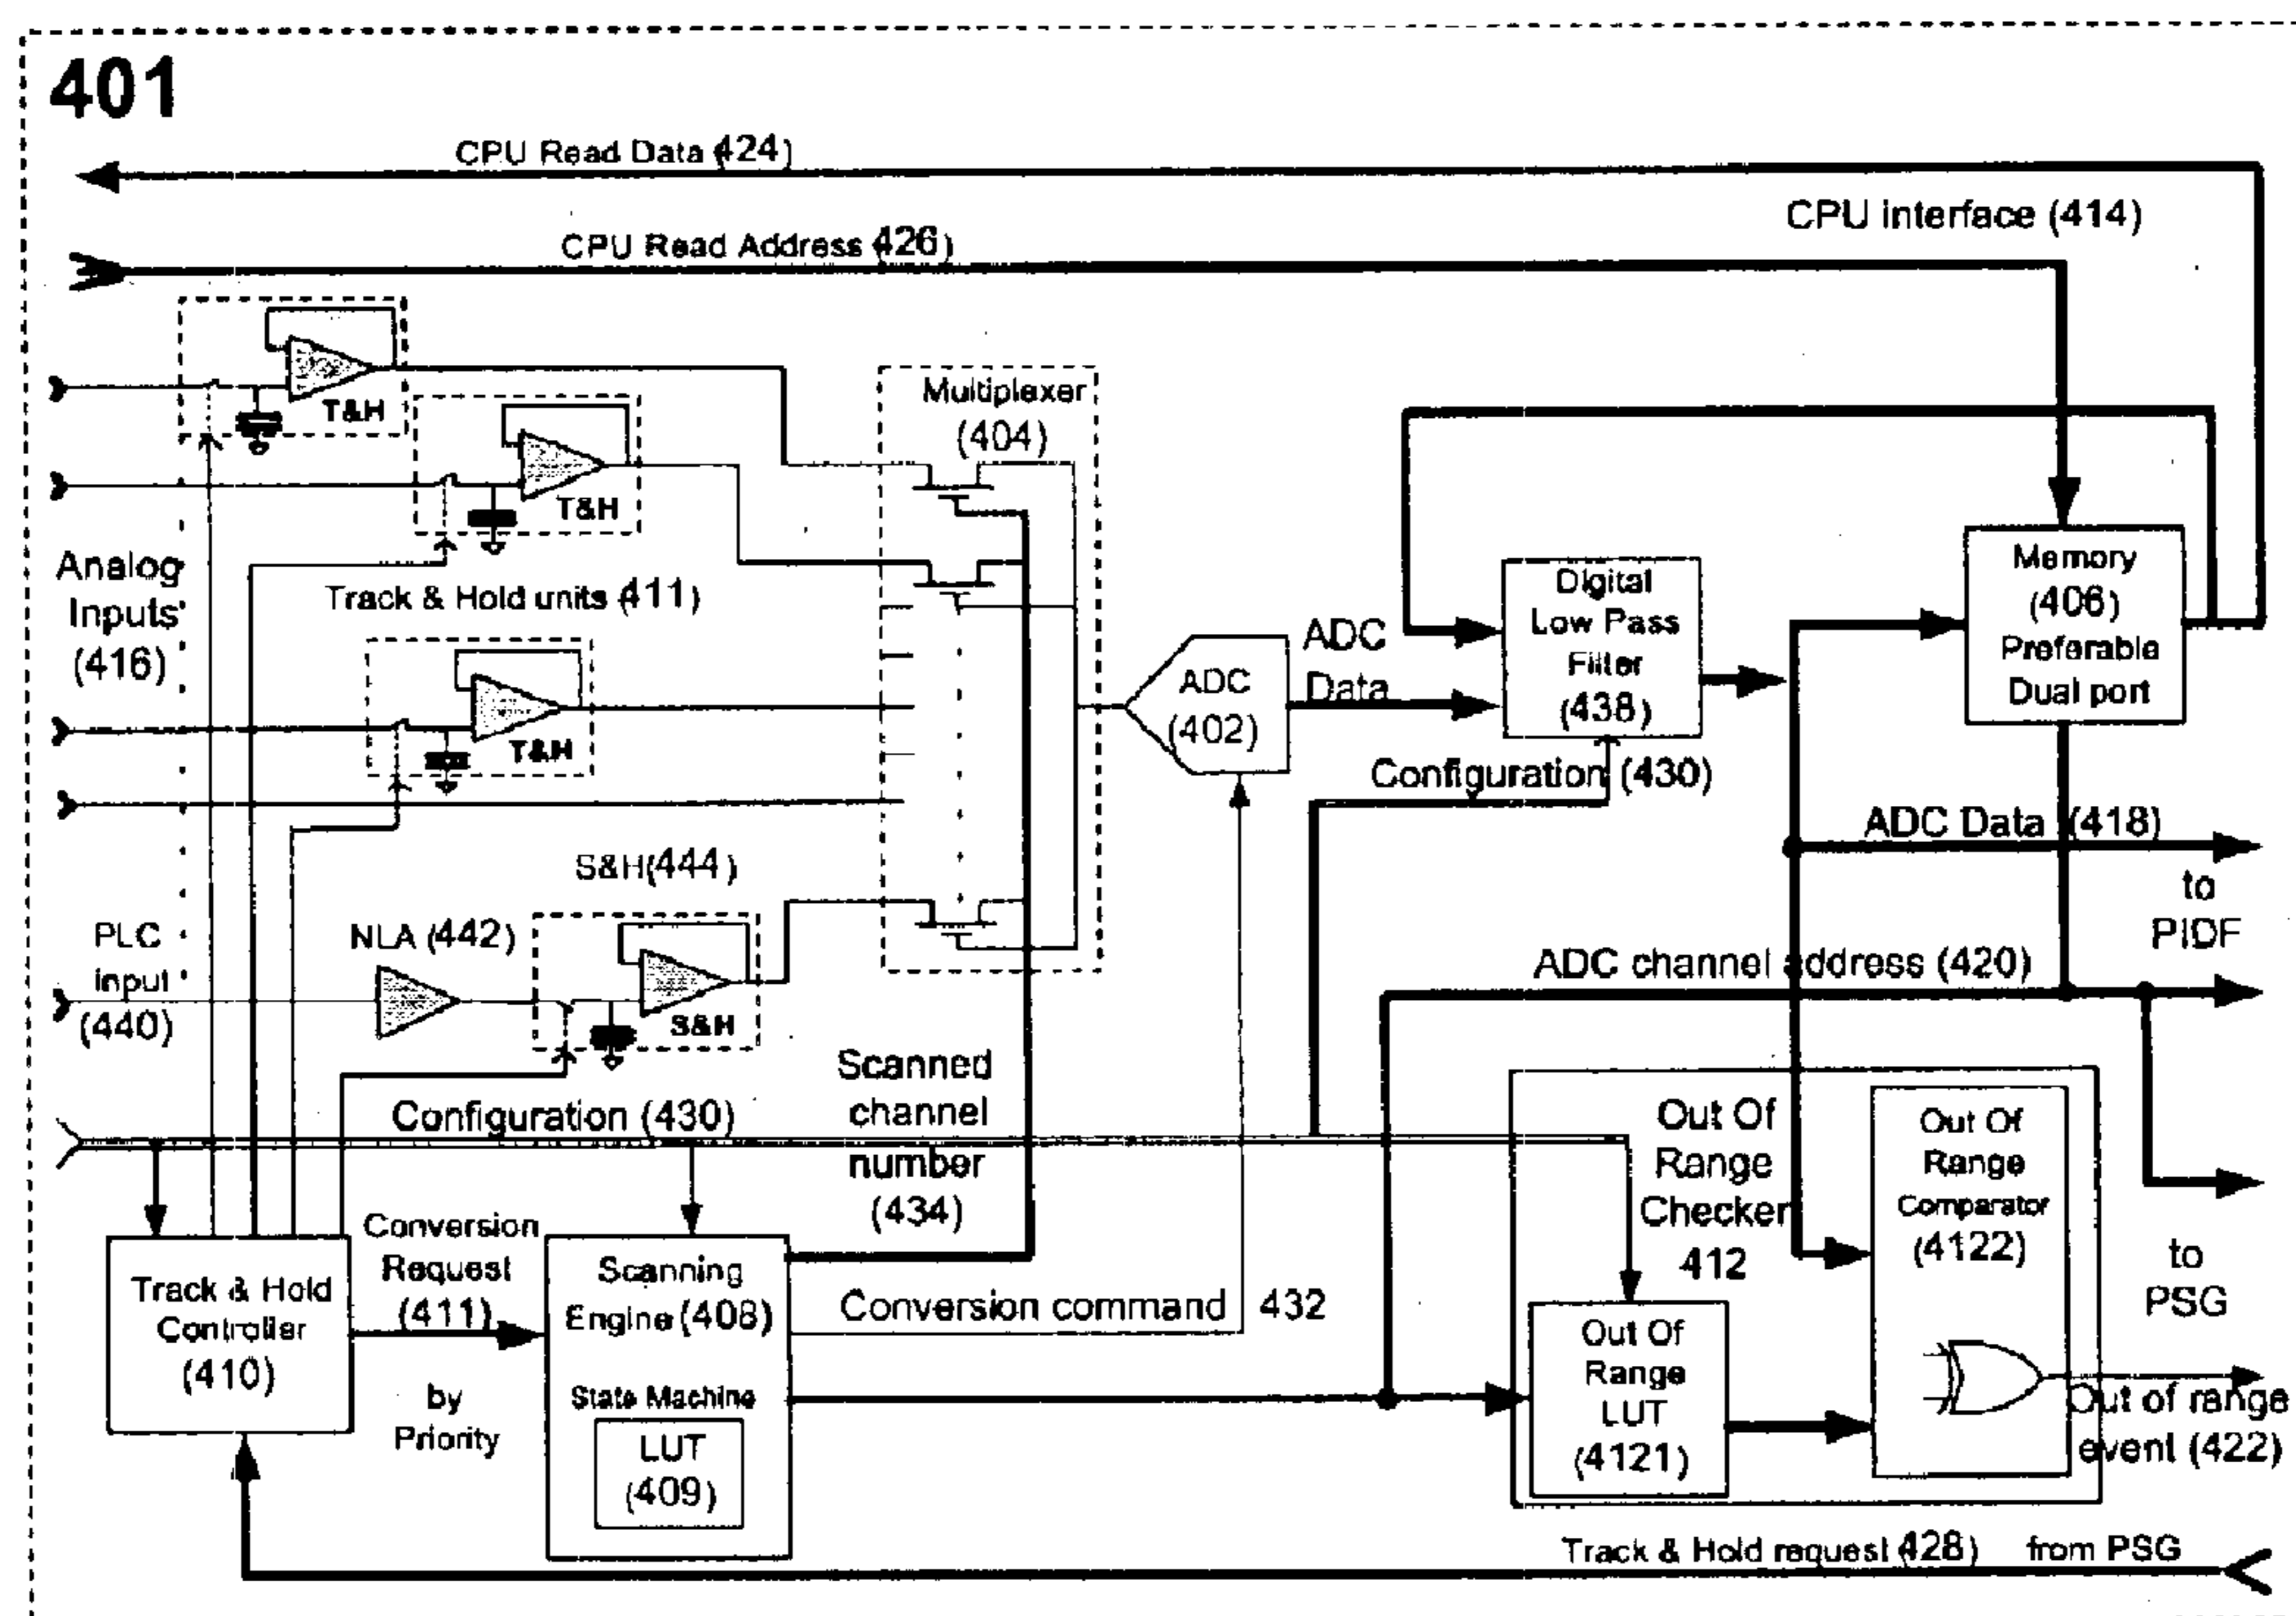 401
CPU Read Data (424)
CPU interface (414)
CPU Read Address (426)
T&H
Multiplexer
(404)
T&H
Analog
Inputs
(416)
Track & Hold units (411)
T&H
ADC
(402)
ADC
Data
Digital
Low Pass
Filter
(438)
Memory
(406)
Preferable
Dual port
Configuration (430)
ADC Data (418)
to
PIDF
S&H(444)
PLC
input
(440)
NLA (442)
S&H
ADC channel address (420)
Scanned
channel
number
(434)
Configuration (430)
Out Of
Range
Checker
412
Out Of
Range
Comparator
(4122)
to
PSG
Conversion
Request
(411)
by
Priority
Track & Hold
Controller
(410)
Scanning
Engine (408)
State Machine
LUT
(409)
Conversion command 432
Out Of
Range
LUT
(4121)
Out of range
event (422)
Track & Hold request (428) from PSG